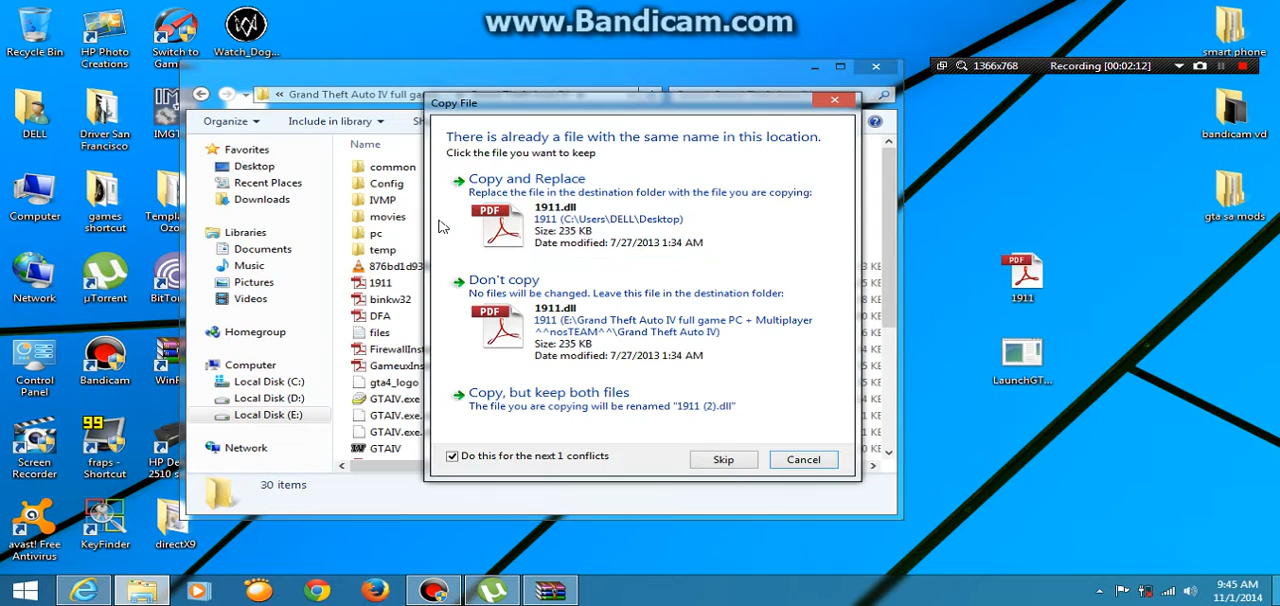 www.Bandicam.com
Recycle Bin
HP Photo
Creations
Switch to
Gam
Watch_Dog...
smart phone
1366x768
Recording [00:02:12]
« Grand Theft Auto IV full gam
Copy File
DELL
Driver San
Francisco
IMGT
bandicam vd
Organize
Include in library
Sh
There is already a file with the same name in this location.
Click the file you want to keep
Favorites
Desktop
Recent Places
Downloads
Name
common
Config
IVMP
movies
pc
temp
876bd1d93
1911
binkw32
DFA
files
FirewallInst
GameuxIns
gta4_logo
GTAIV.exe
GTAIV.exe.
GTAIV.exe.
GTAIV
Copy and Replace
Replace the file in the destination folder with the file you are copying:
PDF
1911.dll
1911 (C:\Users\DELL\Desktop)
Size: 235 KB
Date modified: 7/27/2013 1:34 AM
Computer
games
shortcut
Templ
Ozo
gta sa mods
Libraries
Documents
Music
Pictures
Videos
Don't copy
No files will be changed. Leave this file in the destination folder:
PDF
1911.dll
1911 (E:\Grand Theft Auto IV full game PC + Multiplayer
^^nosTEAM^^\Grand Theft Auto IV)
Size: 235 KB
Date modified: 7/27/2013 1:34 AM
Network
µTorrent
BitTor
PDF
1911
Homegroup
Computer
Local Disk (C:)
Local Disk (D:)
Local Disk (E:)
Network
Copy, but keep both files
The file you are copying will be renamed "1911 (2).dll"
Control
Panel
Bandicam
WinR
LaunchGT...
Do this for the next 1 conflicts
Skip
Cancel
Screen
Recorder
99
fraps -
Shortcut
HP De
2510 s
30 items
avast! Free
Antivirus
KeyFinder
directX9
9:45 AM
11/1/2014